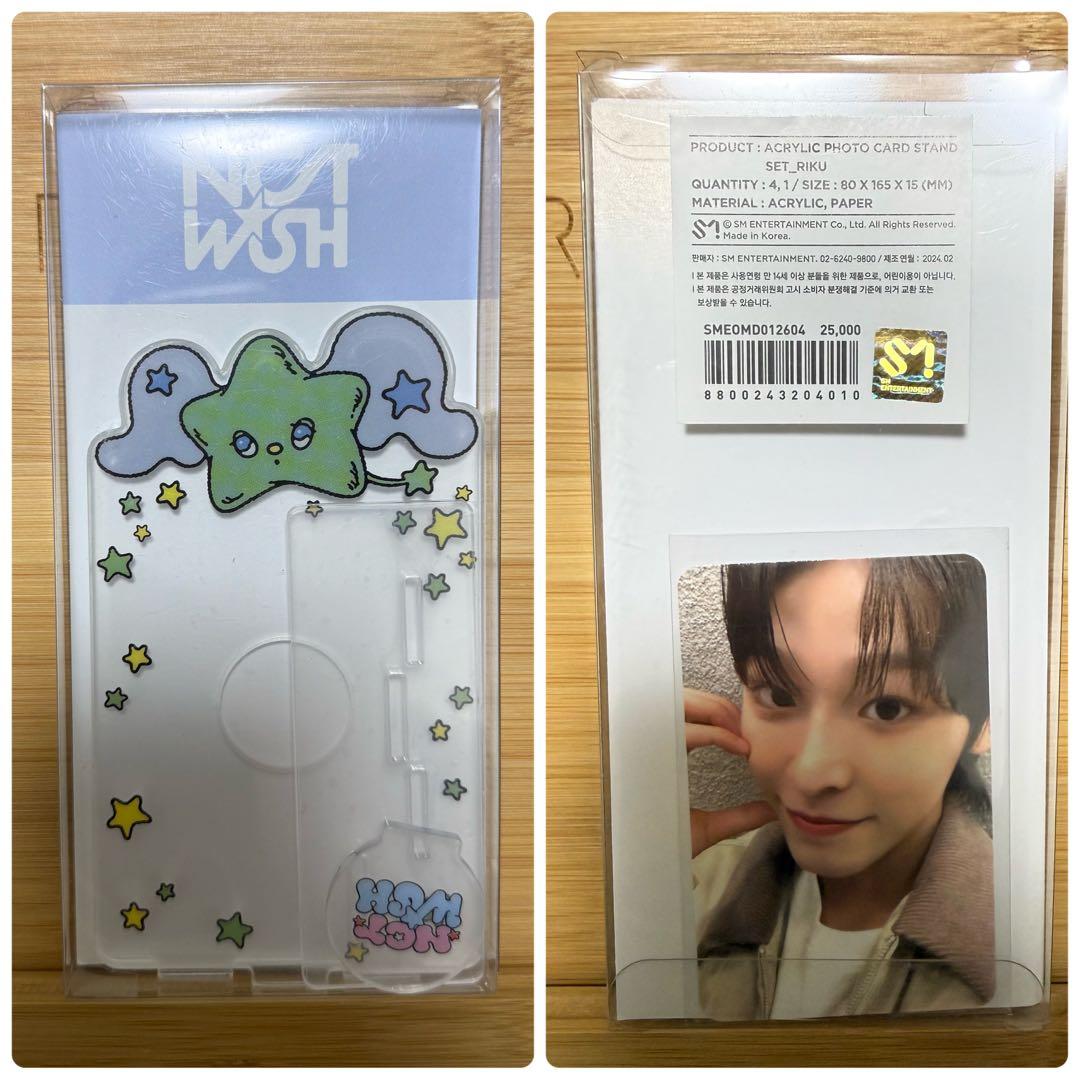 NCT
WISH
WISH
NCT
PRODUCT : ACRYLIC PHOTO CARD STAND
SET_RIKU
QUANTITY : 4, 1 / SIZE : 80 X 165 X 15 (MM)
MATERIAL : ACRYLIC, PAPER
SM! © SM ENTERTAINMENT Co., Ltd. All Rights Reserved.
Made in Korea.
판매자 : SM ENTERTAINMENT. 02-6240-9800 / 제조 연월 : 2024. 02
ㅣ본 제품은 사용연령 만 14세 이상 분들을 위한 제품으로, 어린이용이 아닙니다.
ㅣ본 제품은 공정거래위원회 고시 소비자 분쟁해결 기준에 의거 교환 또는
보상받을 수 있습니다.
SMEOMD012604 25,000
8800243204010
SM!
SM
ENTERTAINMENT